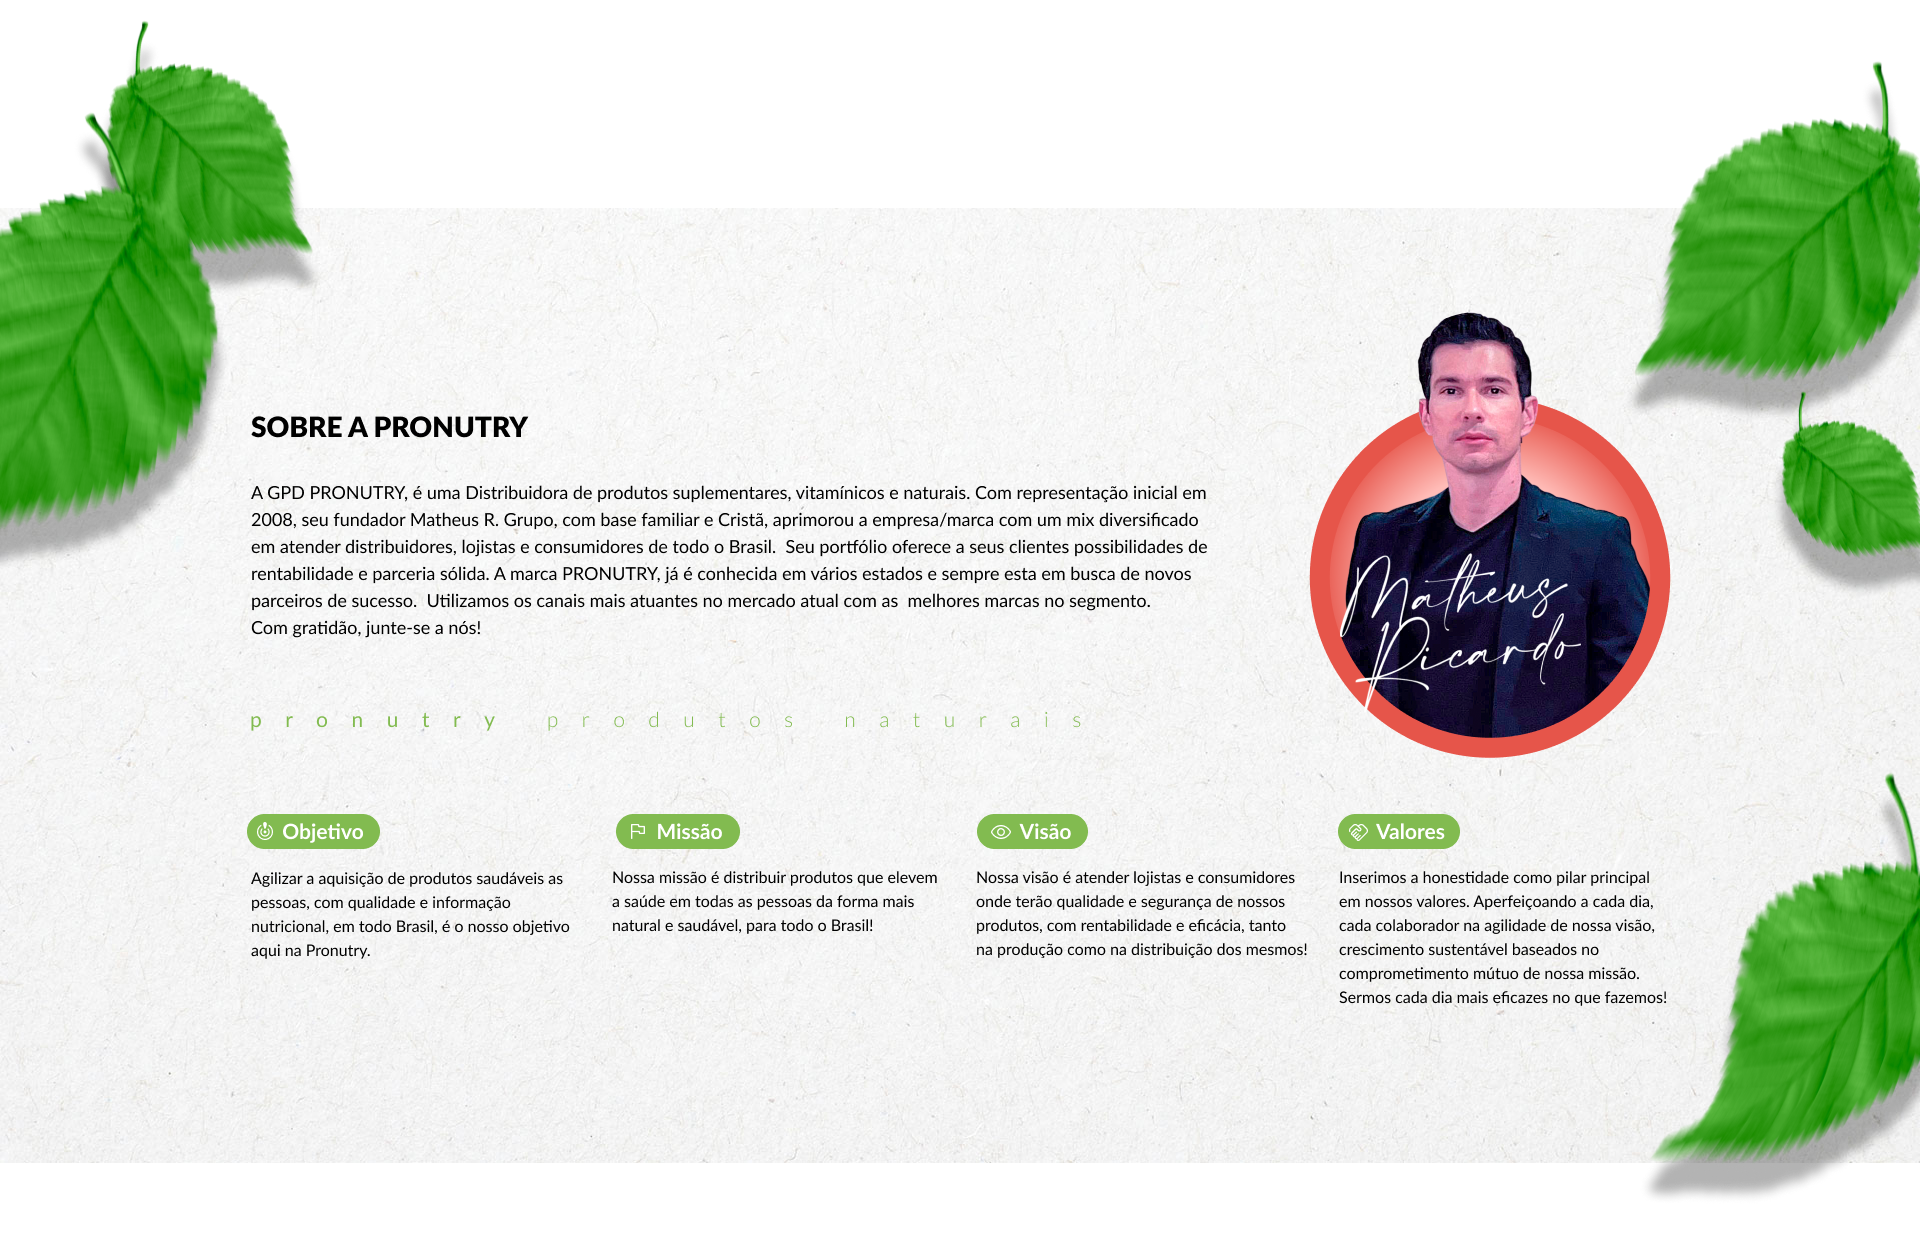 SOBRE A PRONUTRY
A GPD PRONUTRY, é uma Distribuidora de produtos suplementares, vitamínicos e naturais. Com representação inicial em
2008, seu fundador Matheus R. Grupo, com base familiar e Cristã, aprimorou a empresa/marca com um mix diversificado
em atender distribuidores, lojistas e consumidores de todo o Brasil.  Seu portfólio oferece a seus clientes possibilidades de
rentabilidade e parceria sólida. A marca PRONUTRY, já é conhecida em vários estados e sempre esta em busca de novos
parceiros de sucesso.  Utilizamos os canais mais atuantes no mercado atual com as  melhores marcas no segmento.
Com gratidão, junte-se a nós!
Matheus
Ricardo
pronutry produtos naturais
Objetivo
Agilizar a aquisição de produtos saudáveis as
pessoas, com qualidade e informação
nutricional, em todo Brasil, é o nosso objetivo
aqui na Pronutry.
Missão
Nossa missão é distribuir produtos que elevem
a saúde em todas as pessoas da forma mais
natural e saudável, para todo o Brasil!
Visão
Nossa visão é atender lojistas e consumidores
onde terão qualidade e segurança de nossos
produtos, com rentabilidade e eficácia, tanto
na produção como na distribuição dos mesmos!
Valores
Inserimos a honestidade como pilar principal
em nossos valores. Aperfeiçoando a cada dia,
cada colaborador na agilidade de nossa visão,
crescimento sustentável baseados no
comprometimento mútuo de nossa missão.
Sermos cada dia mais eficazes no que fazemos!